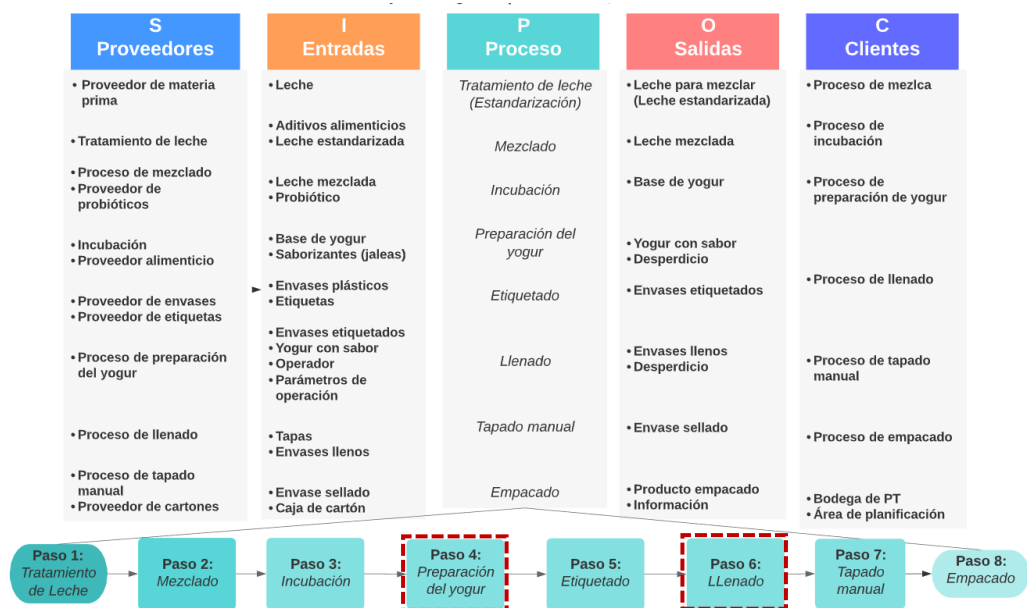 S
Proveedores
I
Entradas
P
Proceso
O
Salidas
C
Clientes
• Proveedor de materia
prima
• Tratamiento de leche
• Proceso de mezclado
• Proveedor de
probióticos
• Incubación
• Proveedor alimenticio
• Proveedor de envases
• Proveedor de etiquetas
• Proceso de preparación
del yogur
• Proceso de llenado
• Proceso de tapado
manual
• Proveedor de cartones
• Leche
• Aditivos alimenticios
• Leche estandarizada
• Leche mezclada
• Probiótico
• Base de yogur
• Saborizantes (jaleas)
• Envases plásticos
• Etiquetas
• Envases etiquetados
• Yogur con sabor
• Operador
• Parámetros de
operación
• Tapas
• Envases llenos
• Envase sellado
• Caja de cartón
Tratamiento de leche
(Estandarización)
Mezclado
Incubación
Preparación del
yogur
Etiquetado
Llenado
Tapado manual
Empacado
• Leche para mezclar
(Leche estandarizada)
• Leche mezclada
• Base de yogur
• Yogur con sabor
• Desperdicio
• Envases etiquetados
• Envases llenos
• Desperdicio
• Envase sellado
• Producto empacado
• Información
• Proceso de mezlca
• Proceso de
incubación
• Proceso de
preparación de yogur
• Proceso de llenado
• Proceso de tapado
manual
• Proceso de empacado
• Bodega de PT
• Área de planificación
Paso 1:
Tratamiento
de Leche
Paso 2:
Mezclado
Paso 3:
Incubación
Paso 4:
Preparación
del yogur
Paso 5:
Etiquetado
Paso 6:
LLenado
Paso 7:
Tapado
manual
Paso 8:
Empacado